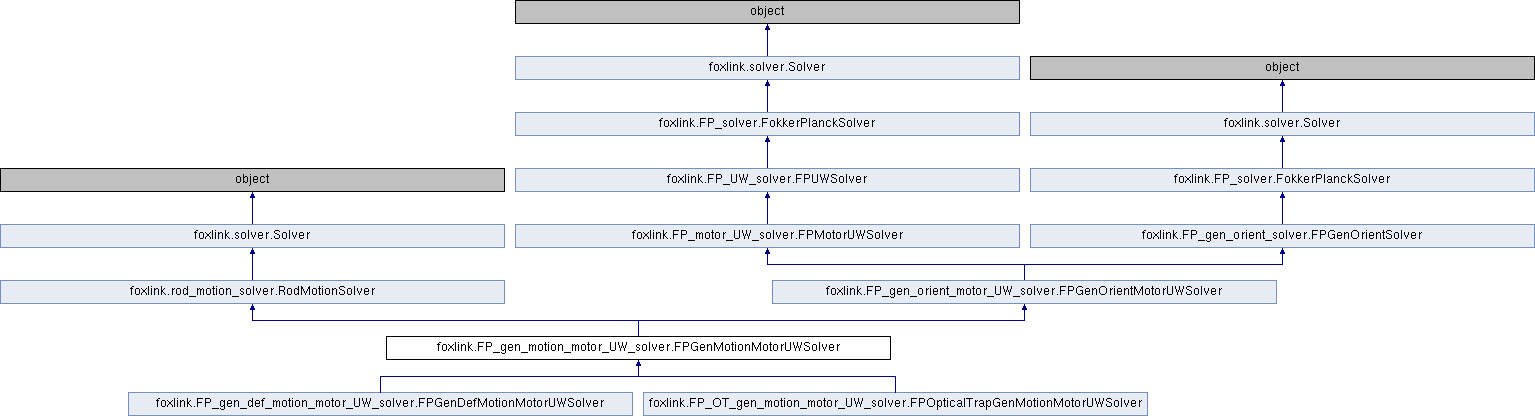 object
foxlink.solver.Solver
object
foxlink.FP_solver.FokkerPlanckSolver
foxlink.solver.Solver
object
foxlink.FP_UW_solver.FPUWSolver
foxlink.FP_solver.FokkerPlanckSolver
foxlink.solver.Solver
foxlink.FP_motor_UW_solver.FPMotorUWSolver
foxlink.FP_gen_orient_solver.FPGenOrientSolver
foxlink.rod_motion_solver.RodMotionSolver
foxlink.FP_gen_orient_motor_UW_solver.FPGenOrientMotorUWSolver
foxlink.FP_gen_motion_motor_UW_solver.FPGenMotionMotorUWSolver
foxlink.FP_gen_def_motion_motor_UW_solver.FPGenDefMotionMotorUWSolver
foxlink.FP_OT_gen_motion_motor_UW_solver.FPOpticalTrapGenMotionMotorUWSolver